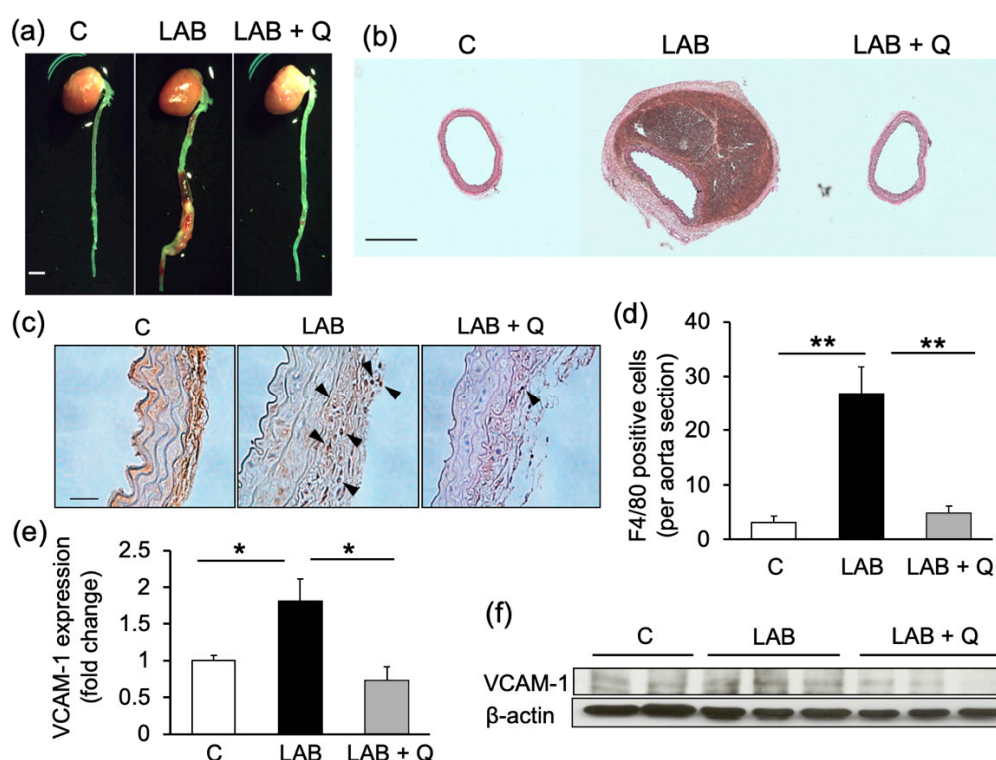 (a)
C LAB LAB + Q
(b)
C LAB LAB + Q
(c)
C LAB LAB + Q
(d)
F4/80 positive cells
(per aorta section)
40
30
20
10
0
** **
C LAB LAB + Q
(e)
VCAM-1 expression
(fold change)
2.5
2
1.5
1
0.5
0
* *
C LAB LAB + Q
(f)
C LAB LAB + Q
VCAM-1
β-actin